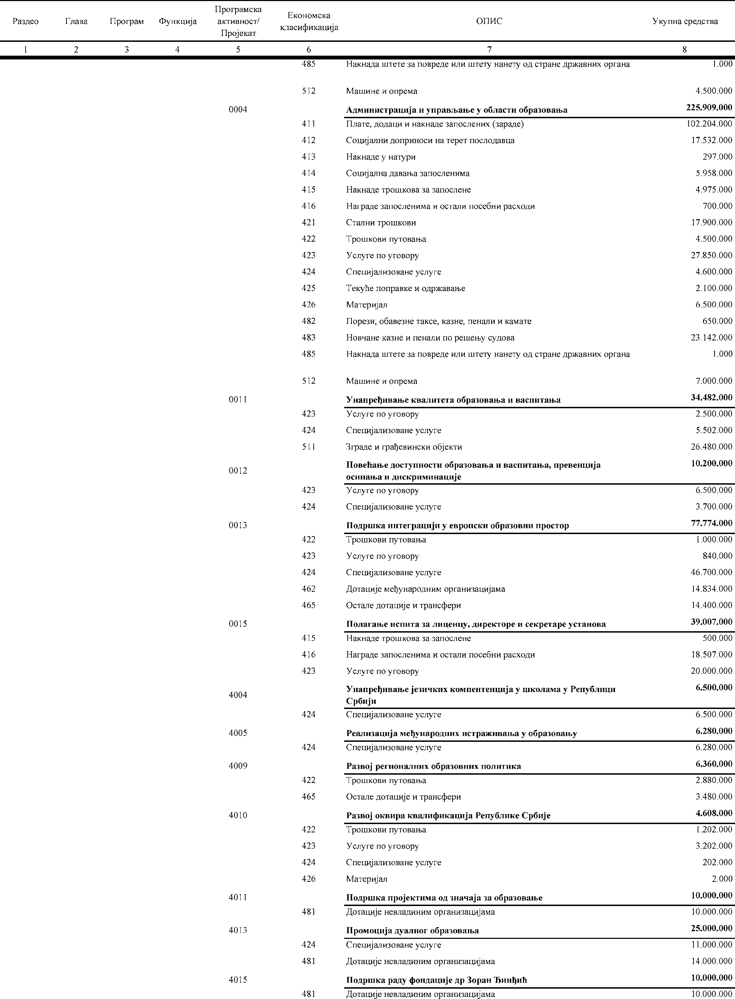 Раздео Глава Програм Функција Програмска активност/ Пројекат Економска класификација ОПИС Укупна средства
1 2 3 4 5 6 7 8
485 Накнада штете за повреде или штету нанету од стране државних органа 1.000
512 Машине и опрема 4.500.000
0004 Администрација и управљање у области образовања 225.909.000
411 Плате, додаци и накнаде запослених (зараде) 102.204.000
412 Социјални доприноси на терет послодавца 17.532.000
413 Накнаде у натури 297.000
414 Социјална давања запосленима 5.958.000
415 Накнаде трошкова за запослене 4.975.000
416 Награде запосленима и остали посебни расходи 700.000
421 Стални трошкови 17.900.000
422 Трошкови путовања 4.500.000
423 Услуге по уговору 27.850.000
424 Специјализоване услуге 4.600.000
425 Текуће поправке и одржавање 2.100.000
426 Материјал 6.500.000
482 Порези, обавезне таксе, казне, пенали и камате 650.000
483 Новчане казне и пенали по решењу судова 23.142.000
485 Накнада штете за повреде или штету нанету од стране државних органа 1.000
512 Машине и опрема 7.000.000
0011 Унапређивање квалитета образовања и васпитања 34.482.000
423 Услуге по уговору 2.500.000
424 Специјализоване услуге 5.502.000
511 Зграде и грађевински објекти 26.480.000
0012 Повећање доступности образовања и васпитања, превенција 10.200.000
осипања и дискриминације
423 Услуге по уговору 6.500.000
424 Специјализоване услуге 3.700.000
0013 Подршка интеграцији у европски образовни простор 77.774.000
422 Трошкови путовања 1.000.000
423 Услуге по уговору 840.000
424 Специјализоване услуге 46.700.000
462 Дотације међународним организацијама 14.834.000
465 Остале дотације и трансфери 14.400.000
0015 Полагање испита за лиценцу, директоре и секретаре установа 39.007.000
415 Накнаде трошкова за запослене 500.000
416 Награде запосленима и остали посебни расходи 18.507.000
423 Услуге по уговору 20.000.000
4004 Унапређивање језичких компентенција у школама у Републици 6.500.000
Србији
424 Специјализоване услуге 6.500.000
4005 Реализација међународних истраживања у образовању 6.280.000
424 Специјализоване услуге 6.280.000
4009 Развој регионалних образовних политика 6.360.000
422 Трошкови путовања 2.880.000
465 Остале дотације и трансфери 3.480.000
4010 Развој оквира квалификација Републике Србије 4.608.000
422 Трошкови путовања 1.202.000
423 Услуге по уговору 3.202.000
424 Специјализоване услуге 202.000
426 Материјал 2.000
4011 Подршка пројектима од значаја за образовање 10.000.000
481 Дотације невладиним организацијама 10.000.000
4013 Промоција дуалног образовања 25.000.000
424 Специјализоване услуге 11.000.000
481 Дотације невладиним организацијама 14.000.000
4015 Подршка раду фондације др Зоран Ђинђић 10.000.000
481 Дотације невладиним организацијама 10.000.000